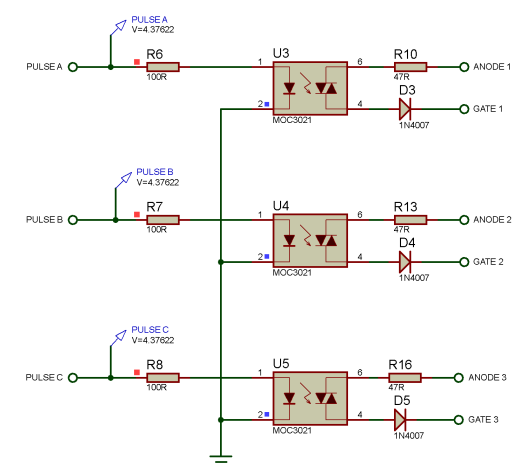 PULSE A
V=4.37622
PULSE A
R6
100R
U3
1
6
2
4
MOC3021
R10
47R
ANODE 1
D3
1N4007
GATE 1
PULSE B
V=4.37622
PULSE B
R7
100R
U4
1
6
2
4
MOC3021
R13
47R
ANODE 2
D4
1N4007
GATE 2
PULSE C
V=4.37622
PULSE C
R8
100R
U5
1
6
2
4
MOC3021
R16
47R
ANODE 3
D5
1N4007
GATE 3